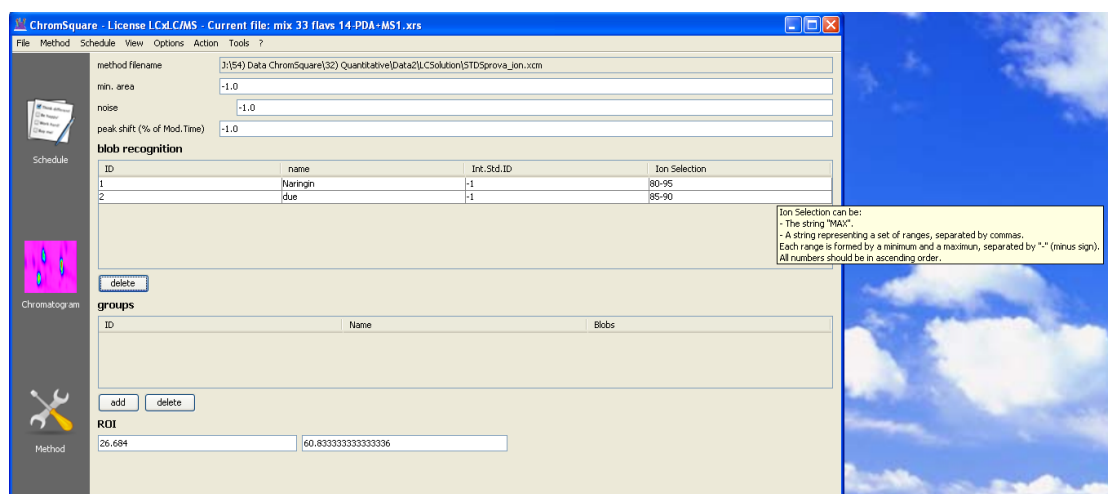 ChromSquare - License LCxLC/MS - Current file: mix 33 flavs 14-PDA+MS1.xrs
File Method Schedule View Options Action Tools ?
method filename J:\54) Data ChromSquare\32) Quantitative\Data2\LCSolution\STDSprova_ion.xcm
min. area -1.0
noise -1.0
peak shift (% of Mod.Time) -1.0
blob recognition
Schedule
ID name Int.Std.ID Ion Selection
1 Naringin -1 80-95
2 due -1 85-90
Ion Selection can be:
- The string "MAX".
- A string representing a set of ranges, separated by commas.
Each range is formed by a minimum and a maximun, separated by "-" (minus sign).
All numbers should be in ascending order.
delete
Chromatogram
groups
ID Name Blobs
add delete
ROI
26.684 60.833333333333336
Method